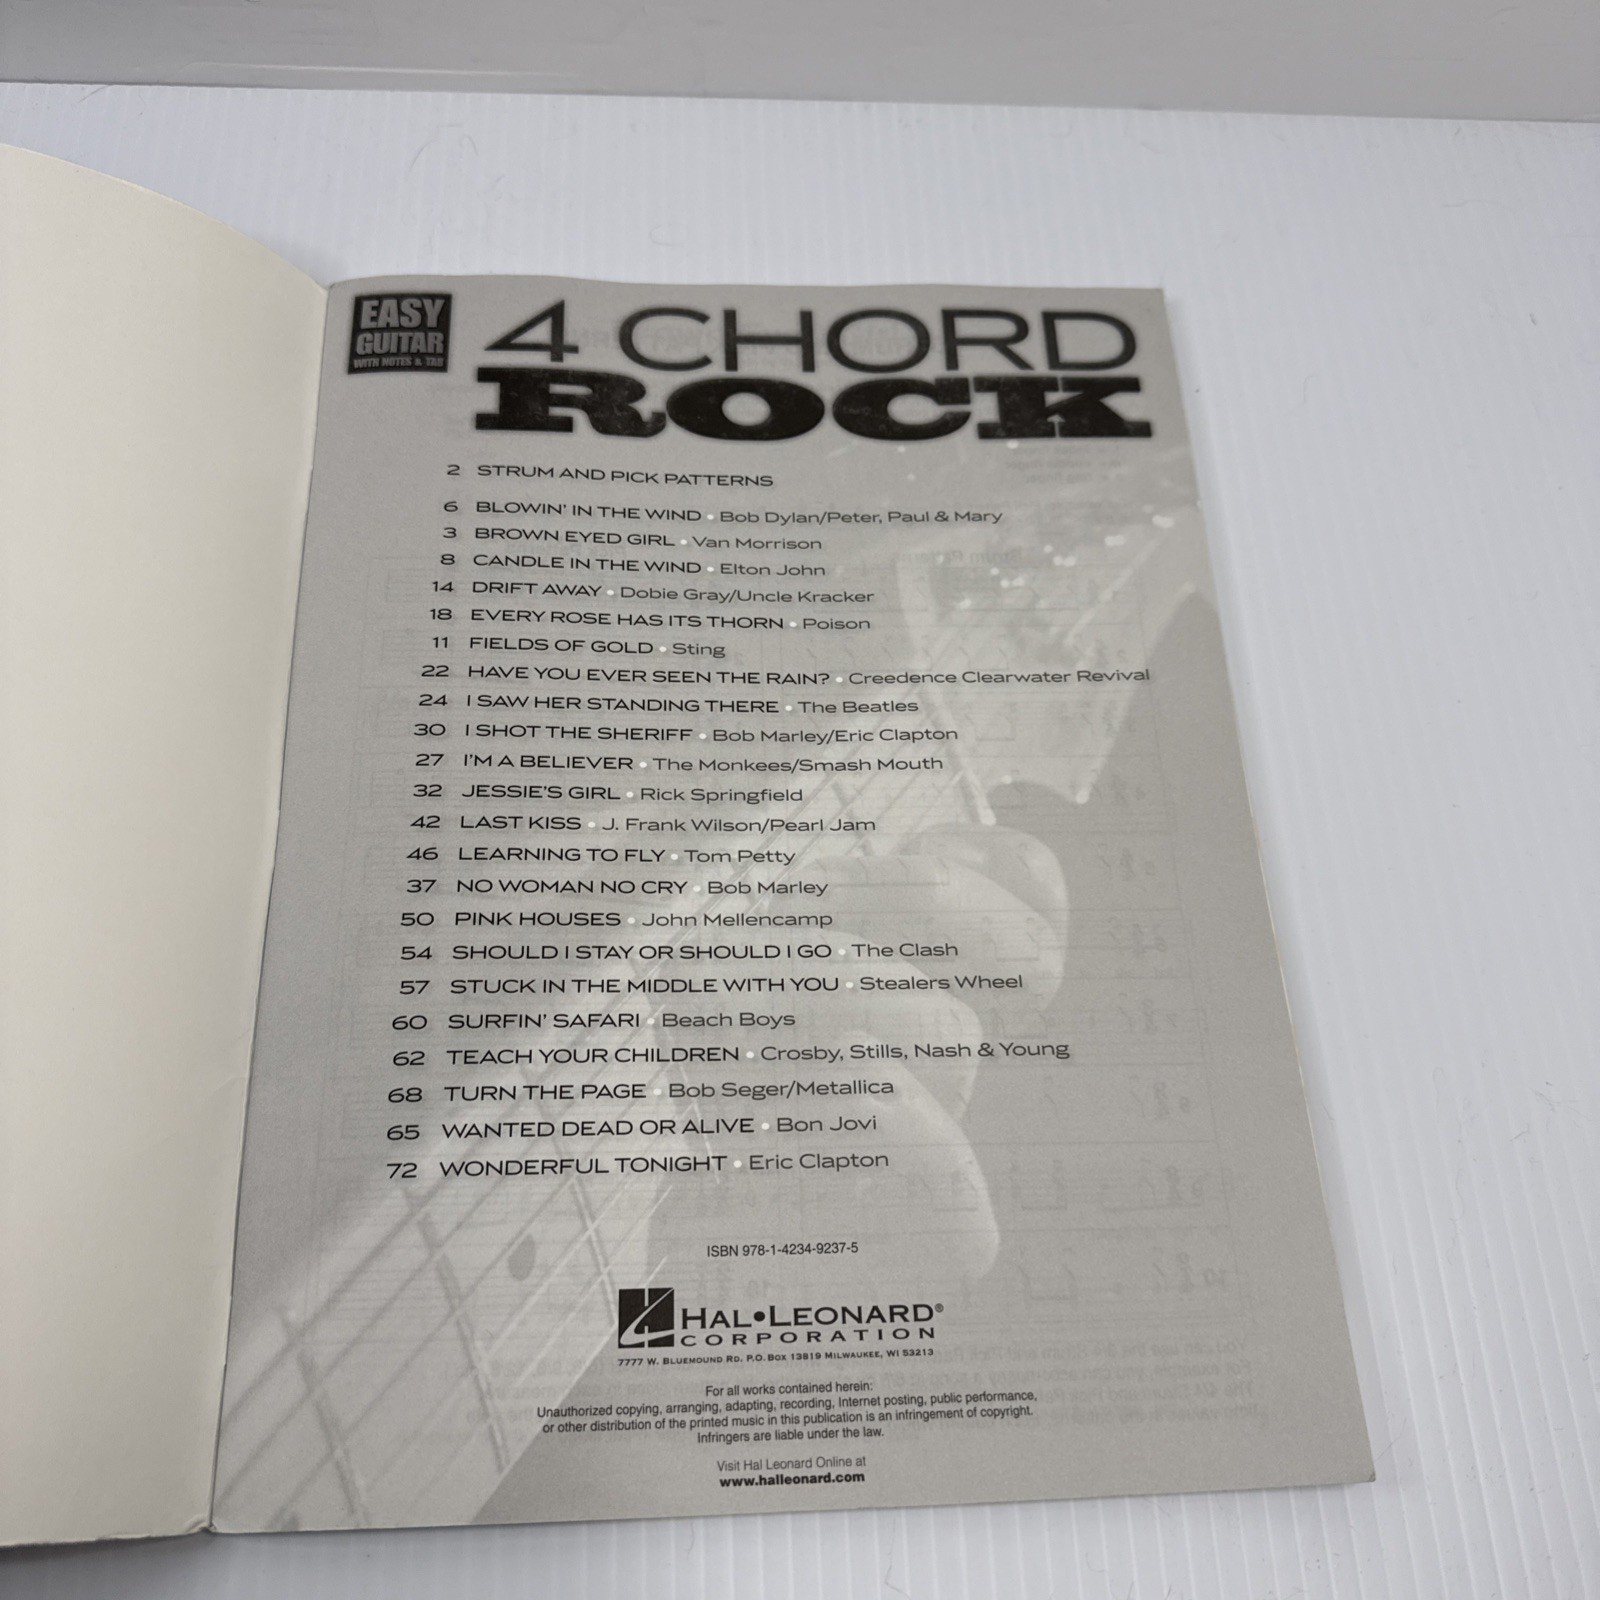 EASY
GUITAR
WITH NOTES & TAB
4 CHORD
ROCK
2 STRUM AND PICK PATTERNS
6 BLOWIN' IN THE WIND • Bob Dylan/Peter, Paul & Mary
3 BROWN EYED GIRL • Van Morrison
8 CANDLE IN THE WIND • Elton John
14 DRIFT AWAY • Dobie Gray/Uncle Kracker
18 EVERY ROSE HAS ITS THORN • Poison
11 FIELDS OF GOLD • Sting
22 HAVE YOU EVER SEEN THE RAIN? • Creedence Clearwater Revival
24 I SAW HER STANDING THERE • The Beatles
30 I SHOT THE SHERIFF • Bob Marley/Eric Clapton
27 I'M A BELIEVER • The Monkees/Smash Mouth
32 JESSIE'S GIRL • Rick Springfield
42 LAST KISS • J. Frank Wilson/Pearl Jam
46 LEARNING TO FLY • Tom Petty
37 NO WOMAN NO CRY • Bob Marley
50 PINK HOUSES • John Mellencamp
54 SHOULD I STAY OR SHOULD I GO • The Clash
57 STUCK IN THE MIDDLE WITH YOU • Stealers Wheel
60 SURFIN' SAFARI • Beach Boys
62 TEACH YOUR CHILDREN • Crosby, Stills, Nash & Young
68 TURN THE PAGE • Bob Seger/Metallica
65 WANTED DEAD OR ALIVE • Bon Jovi
72 WONDERFUL TONIGHT • Eric Clapton
ISBN 978-1-4234-9237-5
HAL•LEONARD®
CORPORATION
7777 W. BLUEMOUND RD. P.O. BOX 13819 MILWAUKEE, WI 53213
For all works contained herein:
Unauthorized copying, arranging, adapting, recording, Internet posting, public performance,
or other distribution of the printed music in this publication is an infringement of copyright.
Infringers are liable under the law.
Visit Hal Leonard Online at
www.halleonard.com